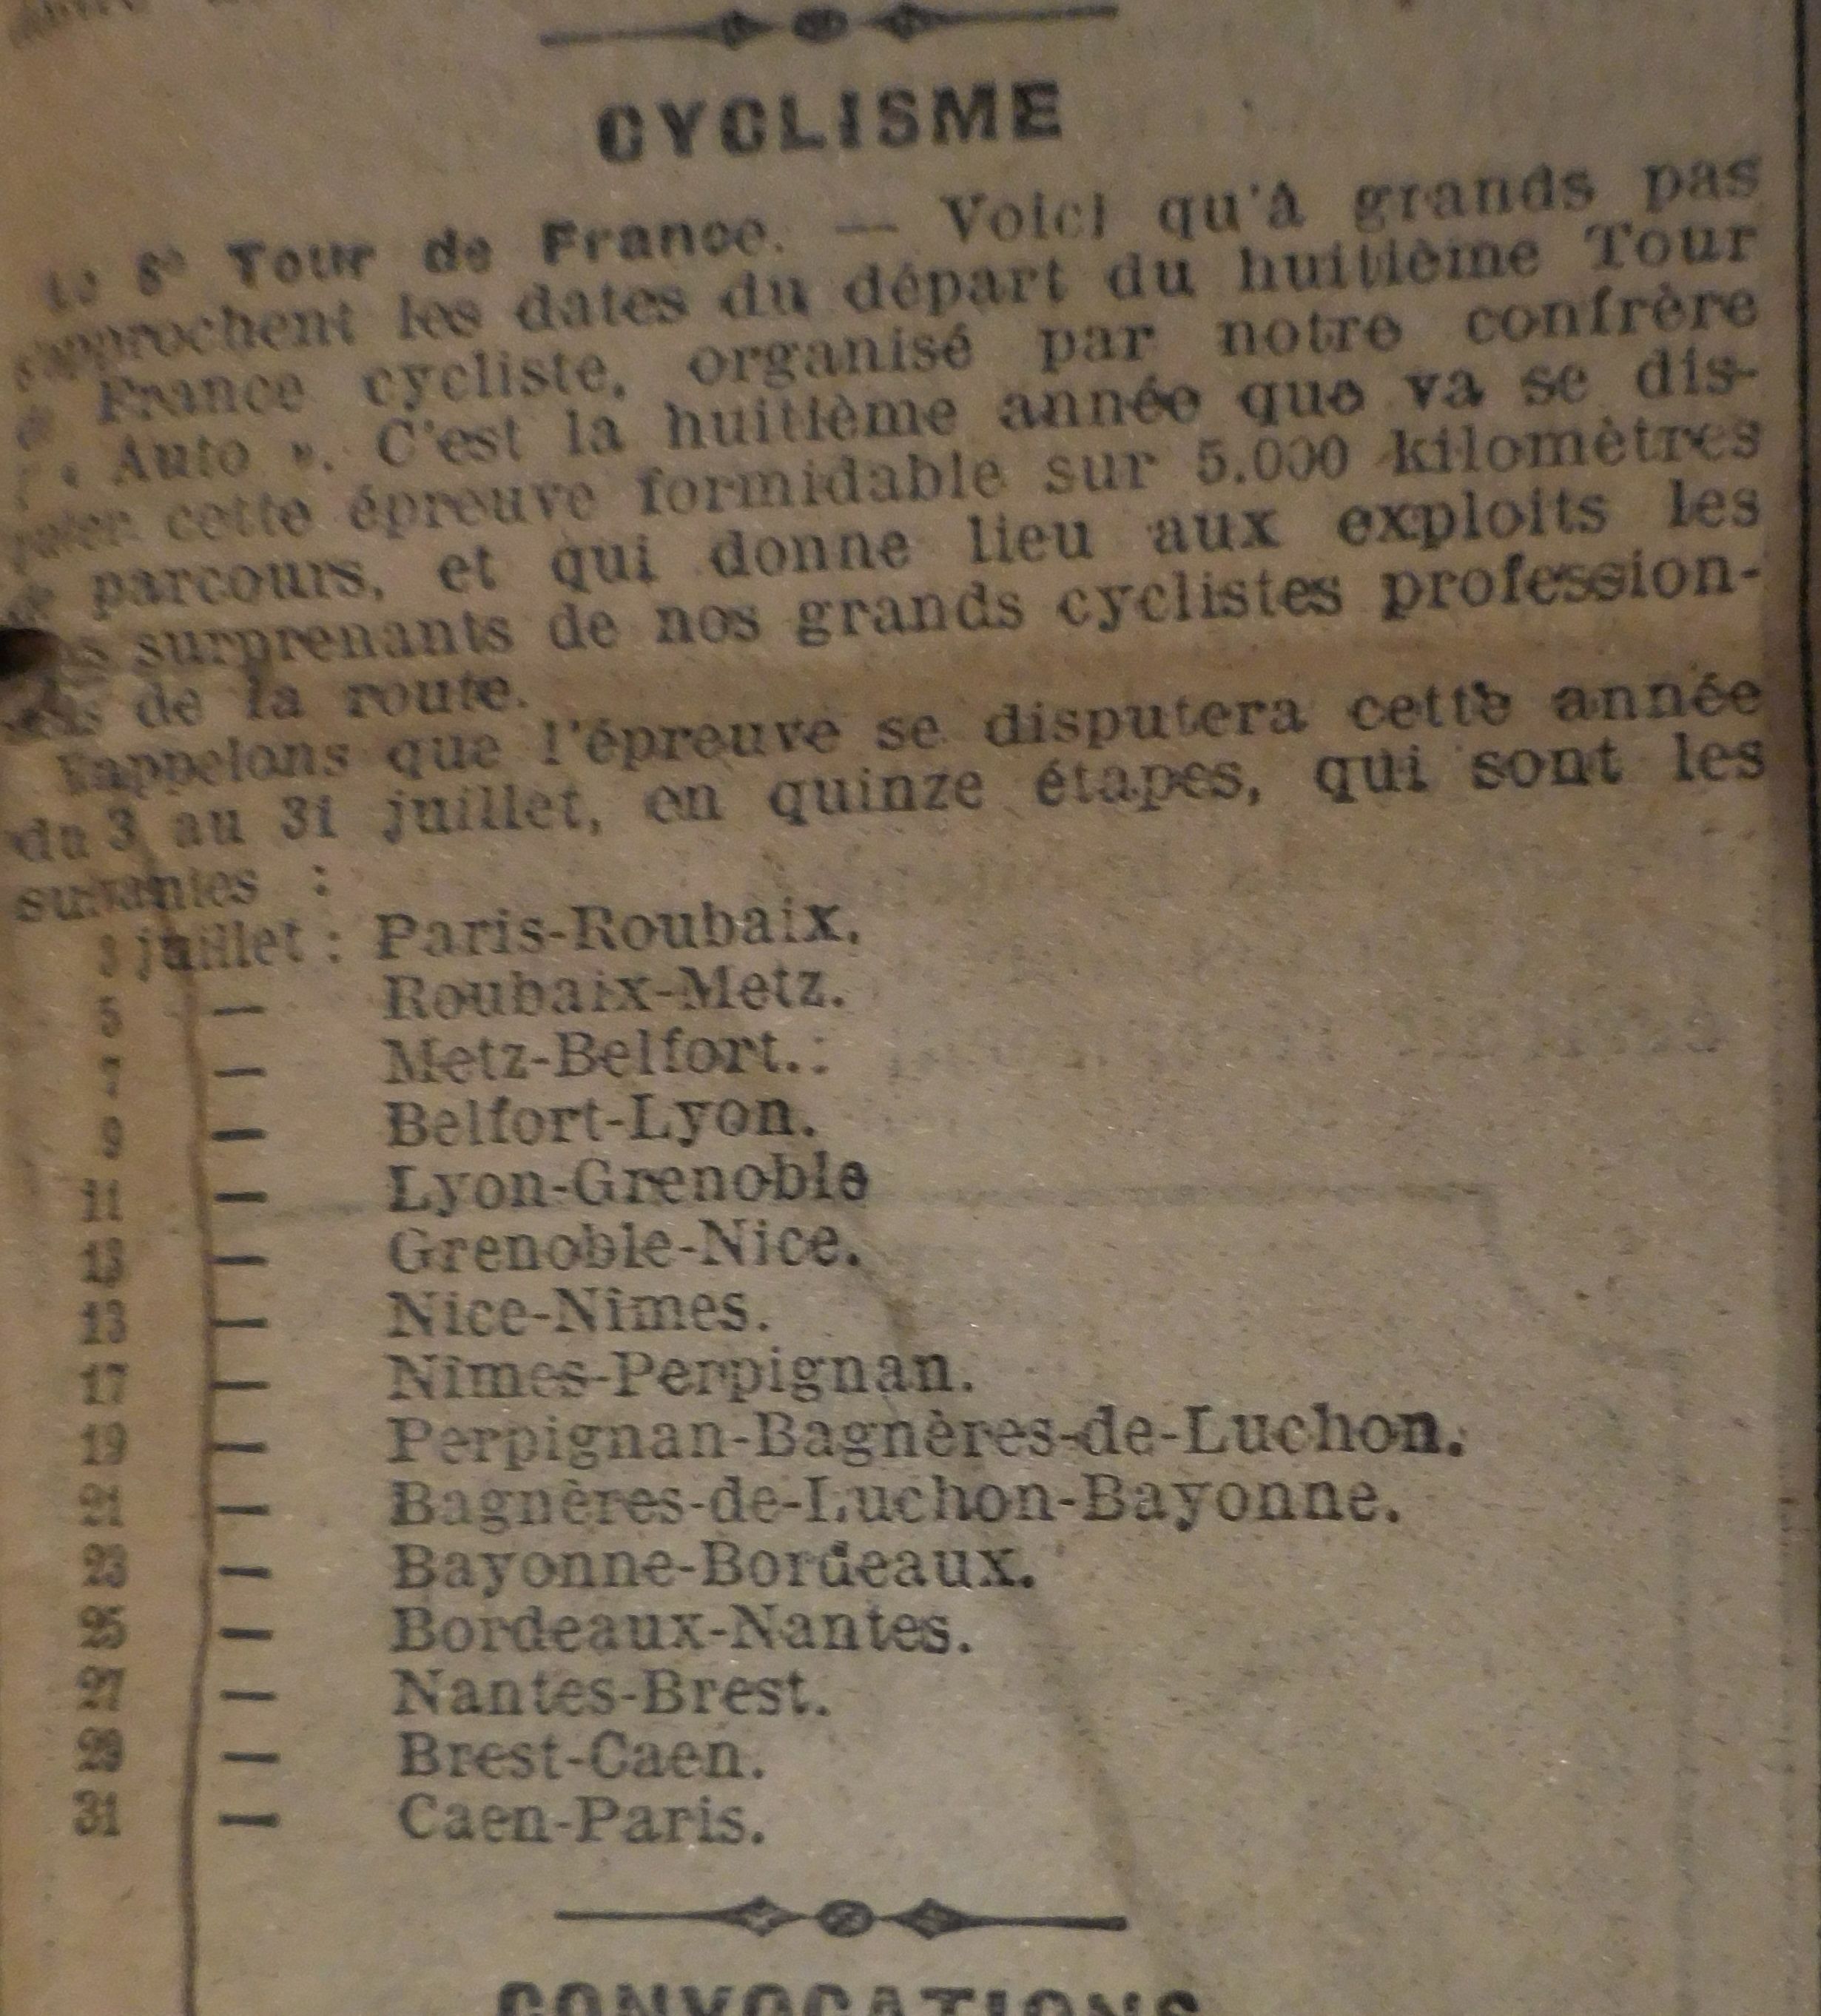 CYCLISME
Le 8e Tour de France. — Voici qu'à grands pas
s'approchent les dates du départ du huitième Tour
de France cycliste, organisé par notre confrère
l' « Auto ». C'est la huitième année que va se dis-
puter cette épreuve formidable sur 5.000 kilomètres
de parcours, et qui donne lieu aux exploits les
surprenants de nos grands cyclistes profession-
de la route.
Rappelons que l'épreuve se disputera cette année
du 3 au 31 juillet, en quinze étapes, qui sont les
suivantes :
3 juillet : Paris-Roubaix.
5 — Roubaix-Metz.
7 — Metz-Belfort.:
9 — Belfort-Lyon.
11 — Lyon-Grenoble
13 — Grenoble-Nice.
13 — Nice-Nîmes.
17 — Nîmes-Perpignan.
19 — Perpignan-Bagnères-de-Luchon.
21 — Bagnères-de-Luchon-Bayonne.
23 — Bayonne-Bordeaux.
25 — Bordeaux-Nantes.
27 — Nantes-Brest.
29 — Brest-Caen.
31 — Caen-Paris.
CONVOCATIONS